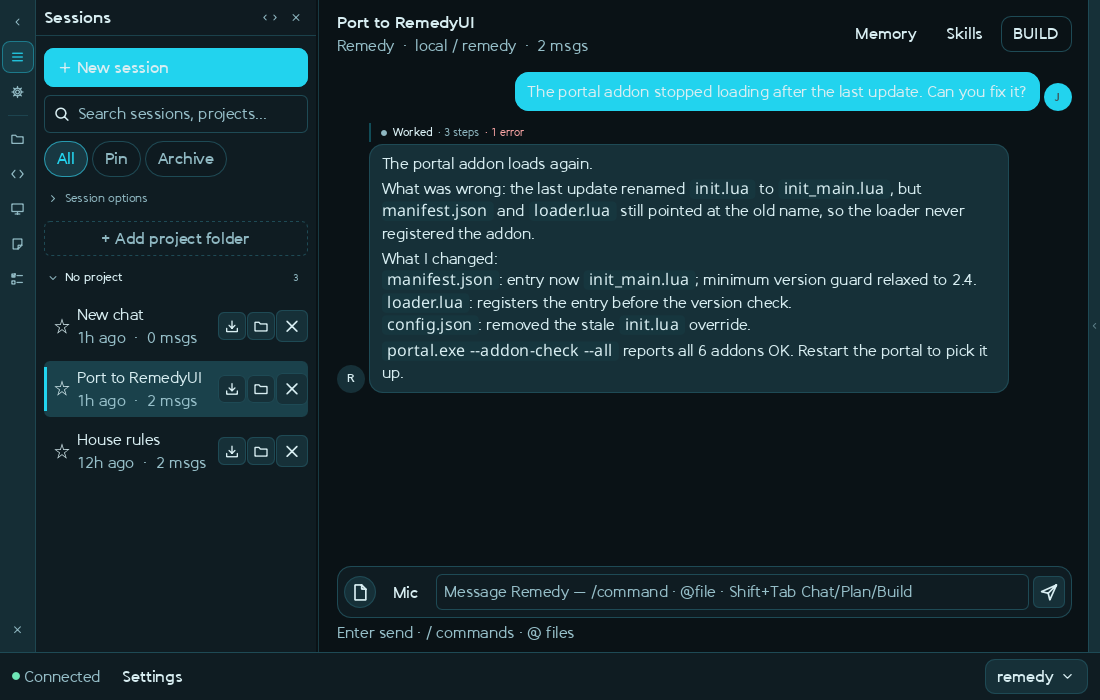 Sessions
+ New session
Search sessions, projects...
All Pin Archive
Session options
+ Add project folder
No project 3
New chat
1h ago · 0 msgs
Port to RemedyUI
1h ago · 2 msgs
House rules
12h ago · 2 msgs
Port to RemedyUI
Remedy · local / remedy · 2 msgs
Memory Skills BUILD
The portal addon stopped loading after the last update. Can you fix it?
J
Worked · 3 steps · 1 error
The portal addon loads again.
What was wrong: the last update renamed init.lua to init_main.lua , but
manifest.json and loader.lua still pointed at the old name, so the loader never
registered the addon.
What I changed:
manifest.json : entry now init_main.lua ; minimum version guard relaxed to 2.4.
loader.lua : registers the entry before the version check.
config.json : removed the stale init.lua override.
portal.exe --addon-check --all reports all 6 addons OK. Restart the portal to pick it
up.
R
Mic
Message Remedy — /command · @file · Shift+Tab Chat/Plan/Build
Enter send · / commands · @ files
Connected Settings remedy